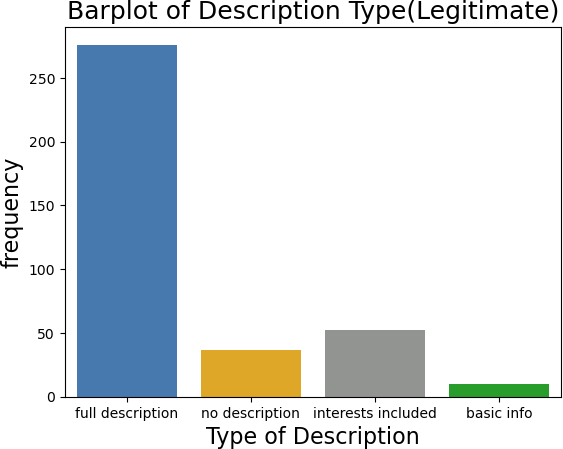 Barplot of Description Type(Legitimate)
frequency
250
200
150
100
50
0
full description
no description
interests included
basic info
Type of Description